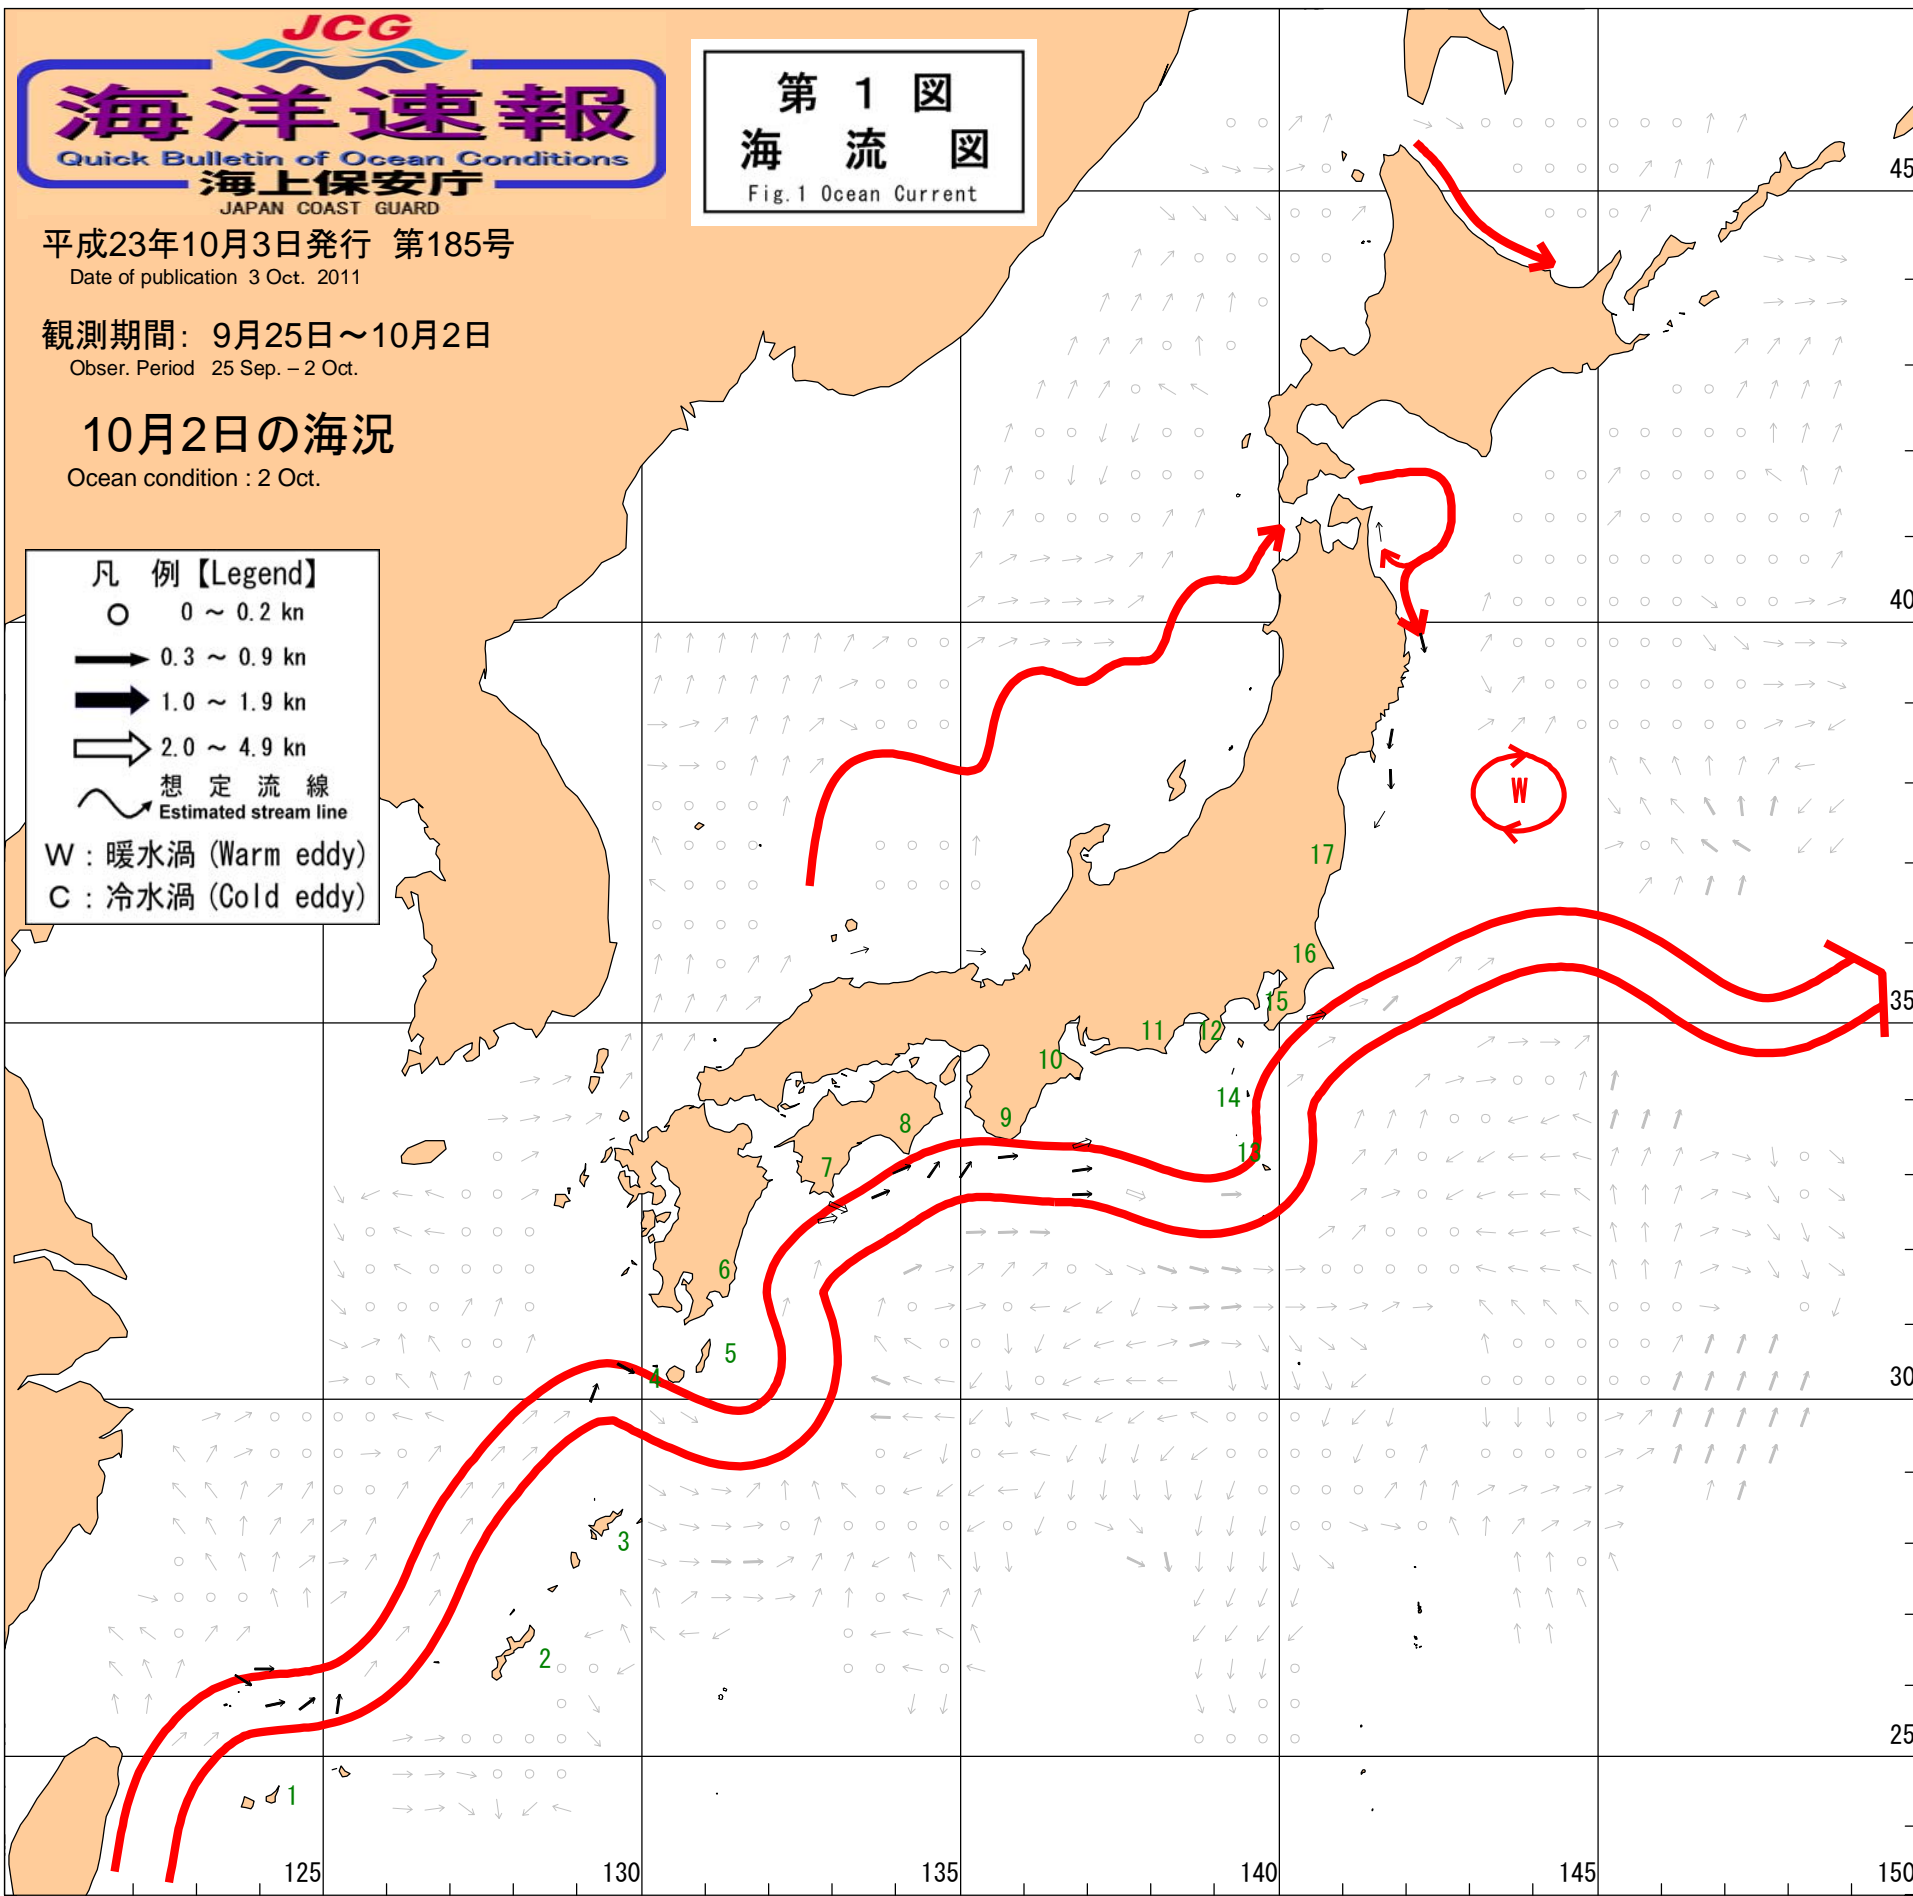 JCG
海洋速報
Quick Bulletin of Ocean Conditions
海上保安庁
JAPAN COAST GUARD
第 1 図
海 流 図
Fig.1 Ocean Current
平成23年10月3日発行 第185号
Date of publication 3 Oct. 2011
観測期間: 9月25日～10月2日
Obser. Period 25 Sep. – 2 Oct.
10月2日の海況
Ocean condition : 2 Oct.
凡 例【Legend】
0 ～ 0.2 kn
0.3 ～ 0.9 kn
1.0 ～ 1.9 kn
2.0 ～ 4.9 kn
想 定 流 線
Estimated stream line
W : 暖水渦 (Warm eddy)
C : 冷水渦 (Cold eddy)
45
40
W
17
16
15
35
11
12
10
14
9
8
13
7
6
5
4
30
3
2
25
1
125
130
135
140
145
150